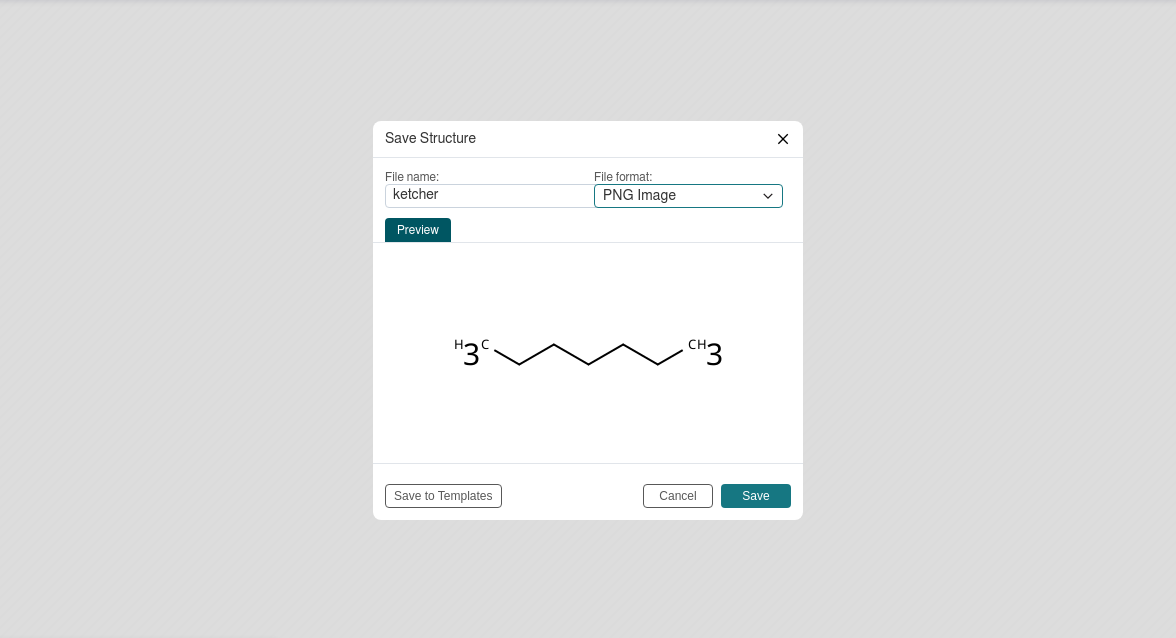 Save Structure
File name: File format:
ketcher PNG Image
Preview
H3C CH3
Save to Templates Cancel Save